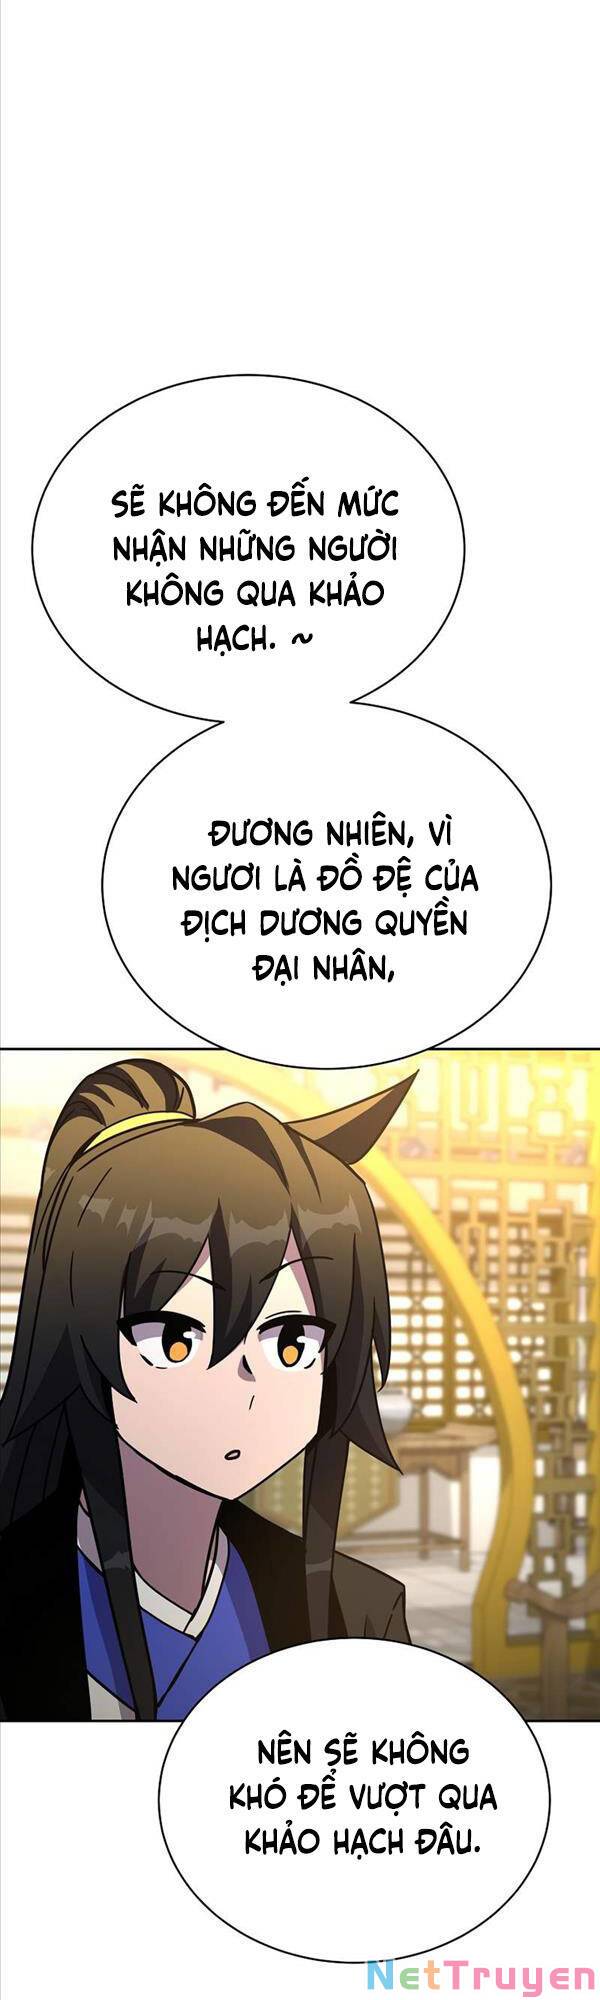 SẼ KHÔNG ĐẾN MỨC
NHẬN NHỮNG NGƯỜI
KHÔNG QUA KHẢO
HẠCH. ~
ĐƯƠNG NHIÊN, VÌ
NGƯƠI LÀ ĐỒ ĐỆ CỦA
ĐỊCH DƯƠNG QUYỀN
ĐẠI NHÂN,
NÊN SẼ KHÔNG
KHÓ ĐỂ VƯỢT QUA
KHẢO HẠCH ĐÂU.
NetTruyen